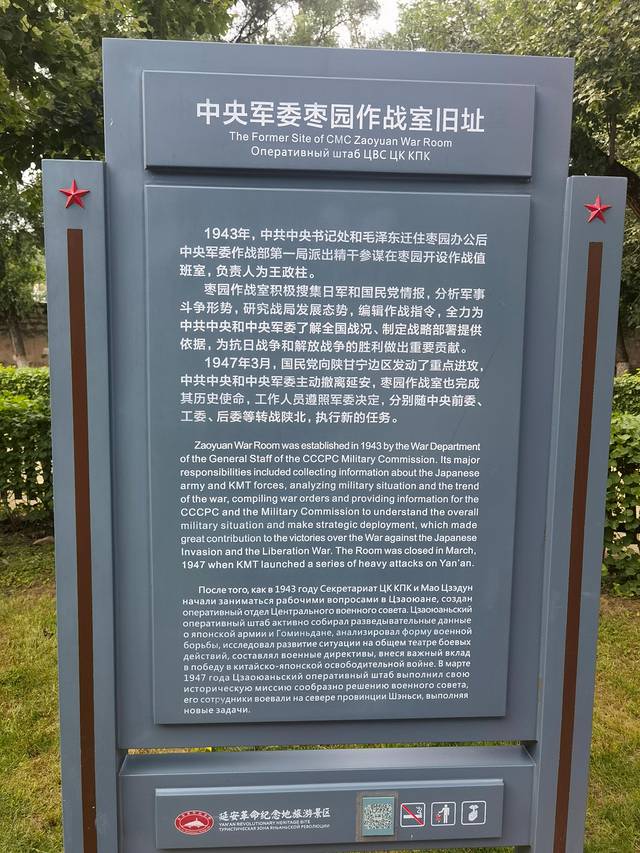 中央军委枣园作战室旧址
The Former Site of CMC Zaoyuan War Room
Оперативный штаб ЦВС ЦК КПК
1943年，中共中央书记处和毛泽东迁住枣园办公后
中央军委作战部第一局派出精干参谋在枣园开设作战值
班室，负责人为王政柱。
枣园作战室积极搜集日军和国民党情报，分析军事
斗争形势，研究战局发展态势，编辑作战指令，全力为
中共中央和中央军委了解全国战况、制定战略部署提供
依据，为抗日战争和解放战争的胜利做出重要贡献。
1947年3月，国民党向陕甘宁边区发动了重点进攻，
中共中央和中央军委主动撤离延安，枣园作战室也完成
其历史使命，工作人员遵照军委决定，分别随中央前委、
工委、后委等转战陕北，执行新的任务。
Zaoyuan War Room was established in 1943 by the War Department
of the General Staff of the CCCPC Military Commission. Its major
responsibilities included collecting information about the Japanese
army and KMT forces, analyzing military situation and the trend
of the war, compiling war orders and providing information for the
CCCPC and the Military Commission to understand the overall
military situation and make strategic deployment, which made
great contribution to the victories over the War against the Japanese
Invasion and the Liberation War. The Room was closed in March,
1947 when KMT launched a series of heavy attacks on Yan'an.
После того, как в 1943 году Секретариат ЦК КПК и Мао Цзэдун
начали заниматься рабочими вопросами в Цзаоюане, создан
оперативный отдел Центрального военного совета. Цзаоюаньский
оперативный штаб активно собирал разведывательные данные
о японской армии и Гоминьдане, анализировал форму военной
борьбы, исследовал развитие ситуации на общем театре боевых
действий, составлял военные директивы, внеся важный вклад
в победу в китайско-японской освободительной войне. В марте
1947 года Цзаоюаньский оперативный штаб выполнил свою
историческую миссию сообразно решению военного совета,
его сотрудники воевали на севере провинции Шэньси, выполняя
новые задачи.
延安革命纪念地旅游景区
YAN'AN REVOLUTIONARY HERITAGE SITE
ТУРИСТИЧЕСКАЯ ЗОНА ЯНЬАНЬСКОЙ РЕВОЛЮЦИИ